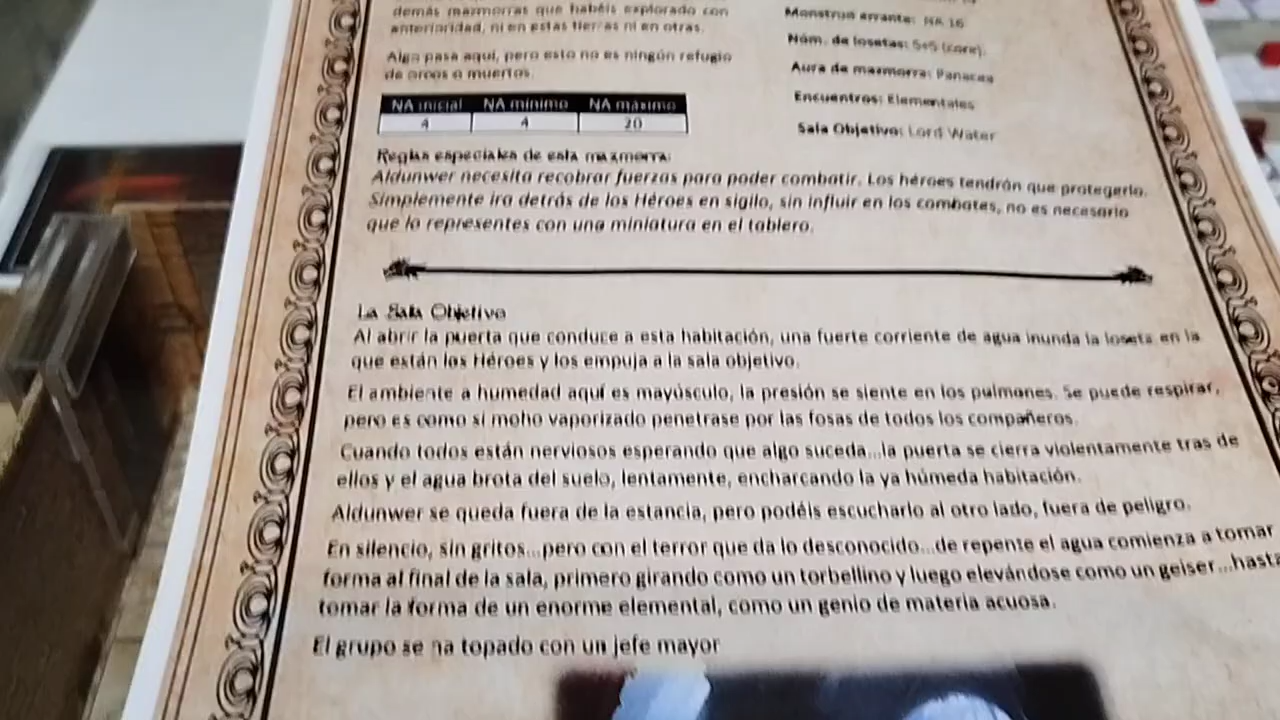 demás mazmorras que habéis explorado con
anterioridad, ni en estas tierras ni en otras.
Algo pasa aquí, pero esto no es ningún refugio
de orcos o muertos.
NA inicial NA mínimo NA máximo
4 4 20
Monstruo errante: NA 16
Núm. de losetas: 5+5 (core).
Aura de mazmorra: Panacea
Encuentros: Elementales
Sala Objetivo: Lord Water
Reglas especiales de esta mazmorra:
Aldunwer necesita recobrar fuerzas para poder combatir. Los héroes tendrán que protegerlo.
Simplemente ira detrás de los Héroes en sigilo, sin influir en los combates, no es necesario
que lo representes con una miniatura en el tablero.
La Sala Objetivo
Al abrir la puerta que conduce a esta habitación, una fuerte corriente de agua inunda la loseta en la
que están los Héroes y los empuja a la sala objetivo.
El ambiente a humedad aquí es mayúsculo, la presión se siente en los pulmones. Se puede respirar,
pero es como si moho vaporizado penetrase por las fosas de todos los compañeros.
Cuando todos están nerviosos esperando que algo suceda...la puerta se cierra violentamente tras de
ellos y el agua brota del suelo, lentamente, encharcando la ya húmeda habitación.
Aldunwer se queda fuera de la estancia, pero podéis escucharlo al otro lado, fuera de peligro.
En silencio, sin gritos...pero con el terror que da lo desconocido...de repente el agua comienza a tomar
forma al final de la sala, primero girando como un torbellino y luego elevándose como un geiser...hasta
tomar la forma de un enorme elemental, como un genio de materia acuosa.
El grupo se ha topado con un jefe mayor